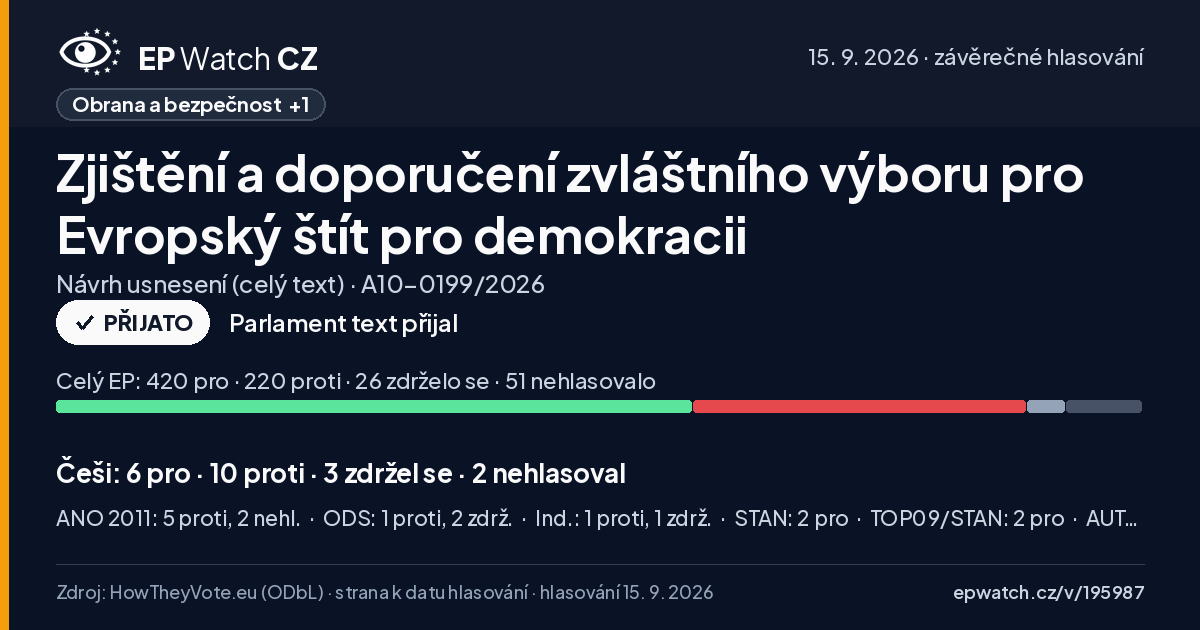 EP Watch CZ
15. 9. 2026 · závěrečné hlasování
Obrana a bezpečnost +1
Zjištění a doporučení zvláštního výboru pro
Evropský štít pro demokracii
Návrh usnesení (celý text) · A10–0199/2026
✓ PŘIJATO Parlament text přijal
Celý EP: 420 pro · 220 proti · 26 zdrželo se · 51 nehlasovalo
Češi: 6 pro · 10 proti · 3 zdržel se · 2 nehlasoval
ANO 2011: 5 proti, 2 nehl. · ODS: 1 proti, 2 zdrž. · Ind.: 1 proti, 1 zdrž. · STAN: 2 pro · TOP09/STAN: 2 pro · AUT…
Zdroj: HowTheyVote.eu (ODbL) · strana k datu hlasování · hlasování 15. 9. 2026
epwatch.cz/v/195987